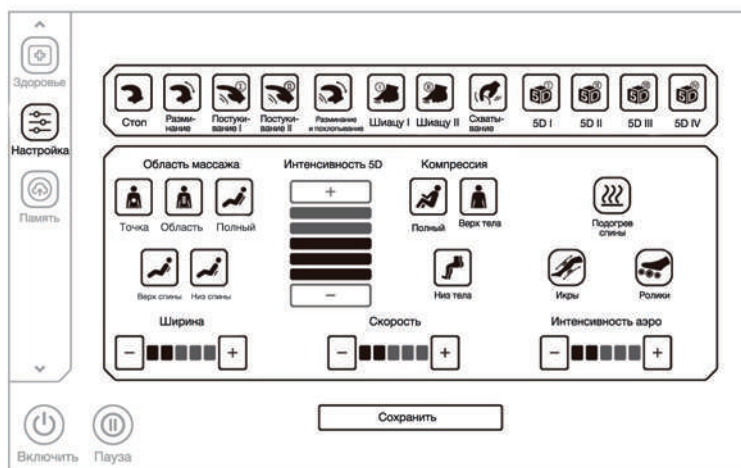 Здоровье
Настройка
Память
Стоп
Разми-
нание
Постуки-
вание I
Постуки-
вание II
Разминание
и похлопывание
Шиацу I
Шиацу II
Схваты-
вание
5D I
5D II
5D III
5D IV
Область массажа
Интенсивность 5D
Компрессия
+
Точка
Область
Полный
Полный
Верх тела
Подогрев
спины
Верх спины
Низ спины
−
Низ тела
Икры
Ролики
Ширина
Скорость
Интенсивность аэро
− +
− +
− +
Сохранить
Включить
Пауза